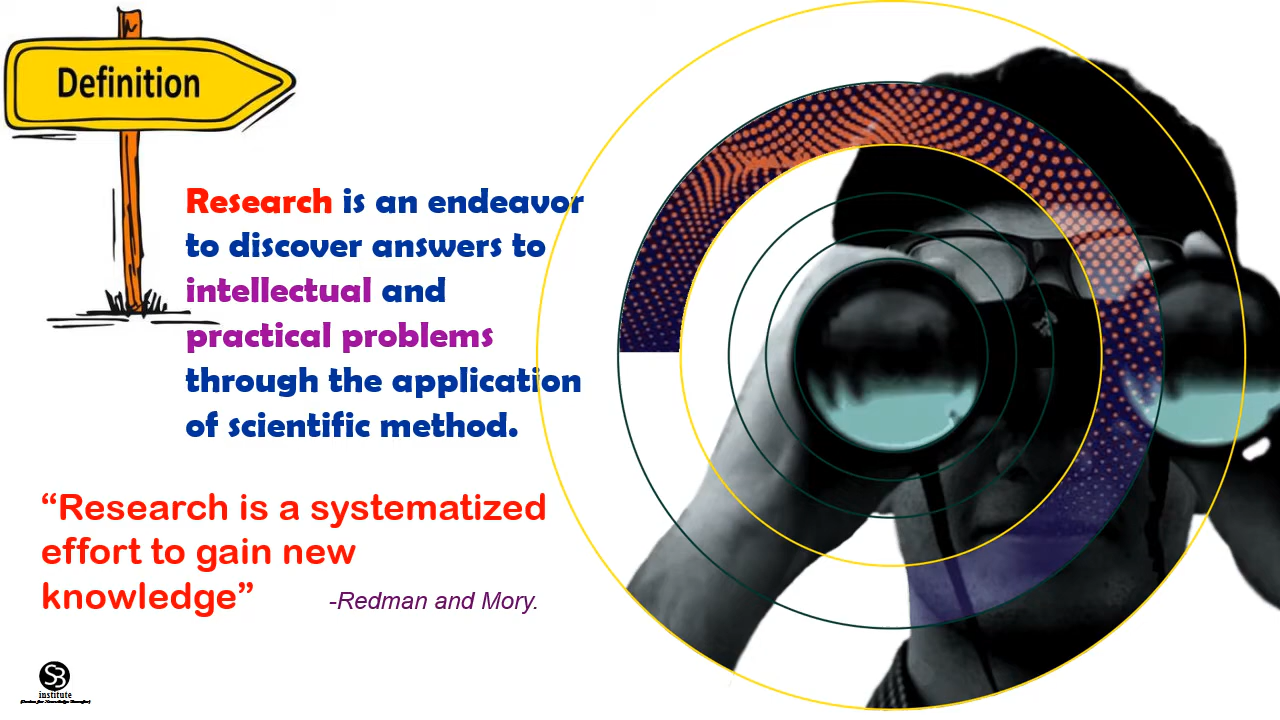 Definition
Research is an endeavor
to discover answers to
intellectual and
practical problems
through the application
of scientific method.
“Research is a systematized
effort to gain new
knowledge”
-Redman and Mory.
SB
institute